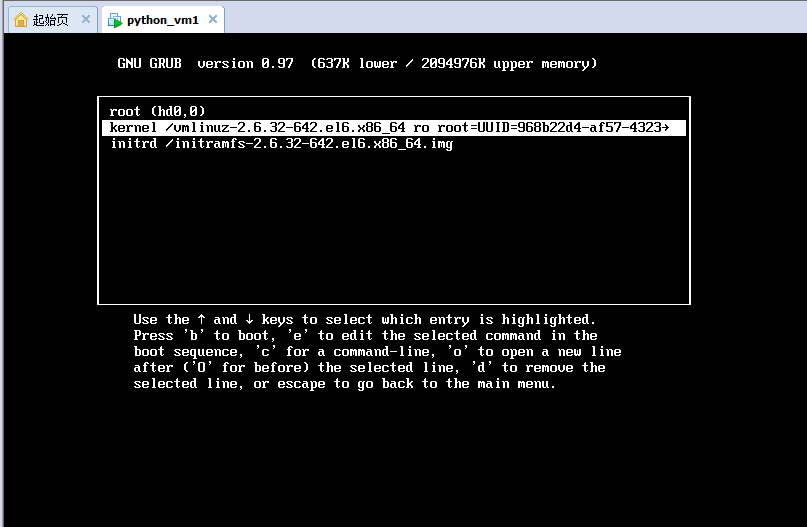 起始页 python_vm1
GNU GRUB version 0.97 (637K lower / 2094976K upper memory)
root (hd0,0)
kernel /vmlinuz-2.6.32-642.el6.x86_64 ro root=UUID=968b22d4-af57-4323→
initrd /initramfs-2.6.32-642.el6.x86_64.img
Use the ↑ and ↓ keys to select which entry is highlighted.
Press 'b' to boot, 'e' to edit the selected command in the
boot sequence, 'c' for a command-line, 'o' to open a new line
after ('O' for before) the selected line, 'd' to remove the
selected line, or escape to go back to the main menu.